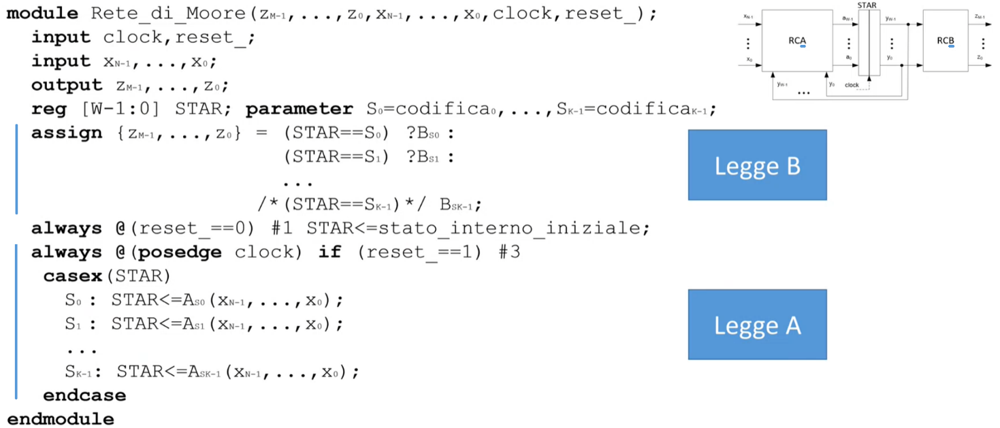 module Rete_di_Moore(zM-1,...,z0,xN-1,...,x0,clock,reset_);
input clock,reset_;
input xN-1,...,x0;
output zM-1,...,z0;
reg [W-1:0] STAR; parameter S0=codifica0,...,SK-1=codificaK-1;
assign {zM-1,...,z0} = (STAR==S0) ?BS0 :
(STAR==S1) ?BS1 :
...
/*(STAR==SK-1)*/ BSK-1;
always @(reset_==0) #1 STAR<=stato_interno_iniziale;
always @(posedge clock) if (reset_==1) #3
casex(STAR)
S0 : STAR<=AS0(xN-1,...,x0);
S1 : STAR<=AS1(xN-1,...,x0);
...
SK-1: STAR<=ASK-1(xN-1,...,x0);
endcase
endmodule
STAR
xN-1 aW-1 yW-1 zM-1
RCA RCB
x0 a0 y0 z0
yW-1 y0 clock
...
Legge B
Legge A